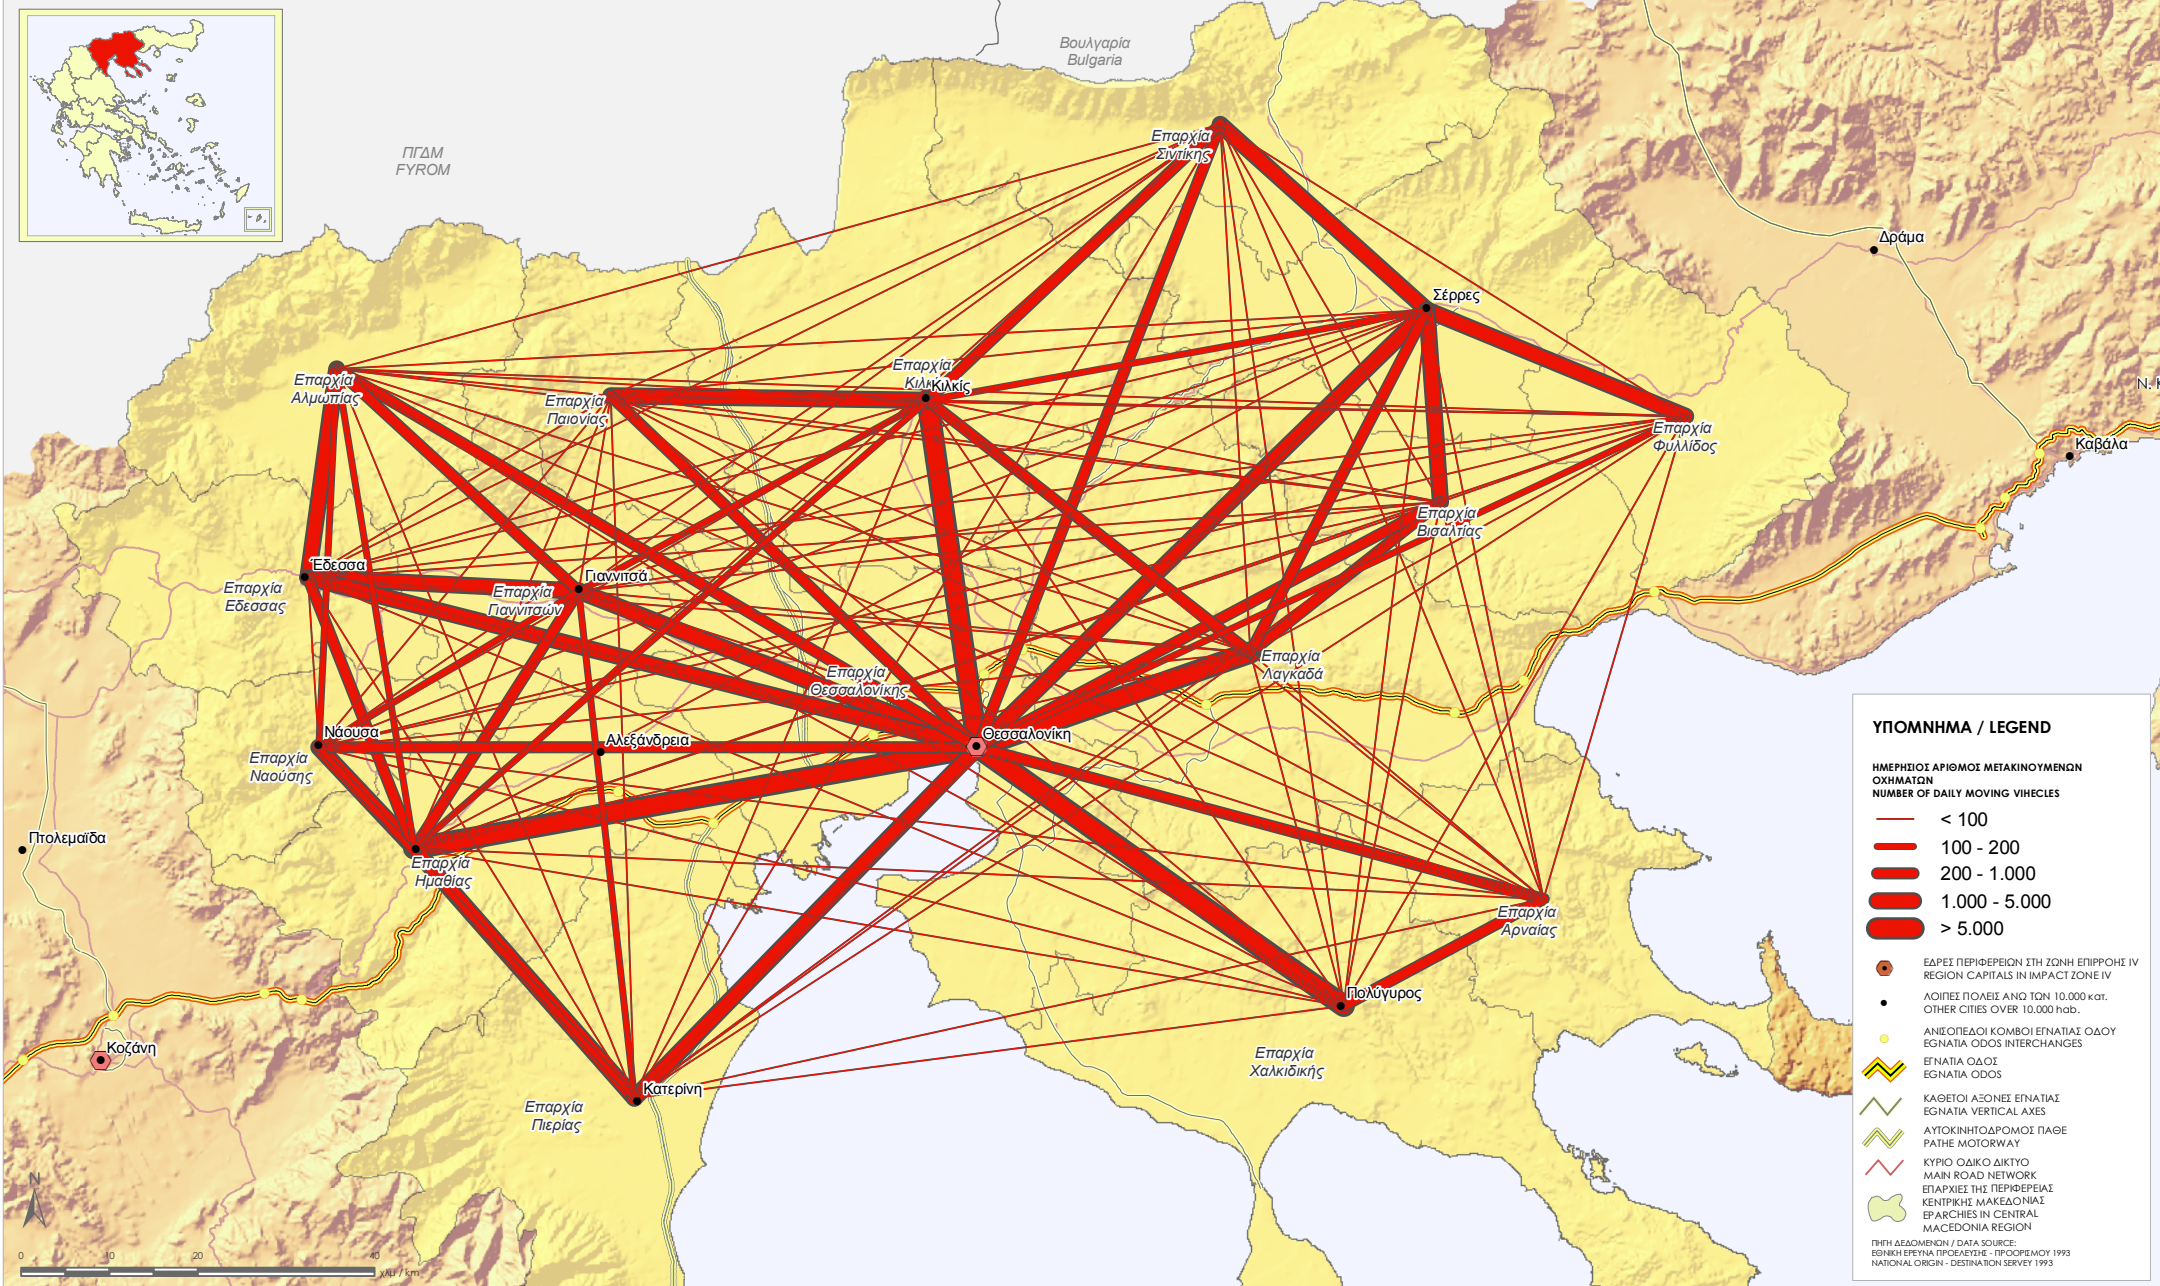 Βουλγαρία
Bulgaria
ΠΓΔΜ
FYROM
Επαρχία
Σιντίκης
Δράμα
Σέρρες
Επαρχία
Κιλκίς
Επαρχία
Αλμωπίας
Επαρχία
Παιονίας
Ν. Κ
Επαρχία
Φυλλίδος
Καβάλα
Επαρχία
Βισαλτίας
Έδεσσα
Επαρχία
Εδεσσας
Γιαννιτσά
Επαρχία
Γιαννιτσών
Επαρχία
Θεσσαλονίκης
Επαρχία
Λαγκαδά
Νάουσα
Αλεξάνδρεια
Θεσσαλονίκη
Επαρχία
Ναούσης
Πτολεμαϊδα
Επαρχία
Ημαθίας
Επαρχία
Αρναίας
Πολύγυρος
Κοζάνη
Κατερίνη
Επαρχία
Χαλκιδικής
Επαρχία
Πιερίας
N
0 10 20 40
χλμ / km
ΥΠΟΜΝΗΜΑ / LEGEND
ΗΜΕΡΗΣΙΟΣ ΑΡΙΘΜΟΣ ΜΕΤΑΚΙΝΟΥΜΕΝΩΝ
ΟΧΗΜΑΤΩΝ
NUMBER OF DAILY MOVING VIHECLES
< 100
100 - 200
200 - 1.000
1.000 - 5.000
> 5.000
ΕΔΡΕΣ ΠΕΡΙΦΕΡΕΙΩΝ ΣΤΗ ΖΩΝΗ ΕΠΙΡΡΟΗΣ IV
REGION CAPITALS IN IMPACT ZONE IV
ΛΟΙΠΕΣ ΠΟΛΕΙΣ ΑΝΩ ΤΩΝ 10.000 κατ.
OTHER CITIES OVER 10.000 hab.
ΑΝΙΣΟΠΕΔΟΙ ΚΟΜΒΟΙ ΕΓΝΑΤΙΑΣ ΟΔΟΥ
EGNATIA ODOS INTERCHANGES
ΕΓΝΑΤΙΑ ΟΔΟΣ
EGNATIA ODOS
ΚΑΘΕΤΟΙ ΑΞΟΝΕΣ ΕΓΝΑΤΙΑΣ
EGNATIA VERTICAL AXES
ΑΥΤΟΚΙΝΗΤΟΔΡΟΜΟΣ ΠΑΘΕ
PATHE MOTORWAY
ΚΥΡΙΟ ΟΔΙΚΟ ΔΙΚΤΥΟ
MAIN ROAD NETWORK
ΕΠΑΡΧΙΕΣ ΤΗΣ ΠΕΡΙΦΕΡΕΙΑΣ
ΚΕΝΤΡΙΚΗΣ ΜΑΚΕΔΟΝΙΑΣ
EPARCHIES IN CENTRAL
MACEDONIA REGION
ΠΗΓΗ ΔΕΔΟΜΕΝΩΝ / DATA SOURCE:
ΕΘΝΙΚΗ ΕΡΕΥΝΑ ΠΡΟΕΛΕΥΣΗΣ - ΠΡΟΟΡΙΣΜΟΥ 1993
NATIONAL ORIGIN - DESTINATION SERVEY 1993